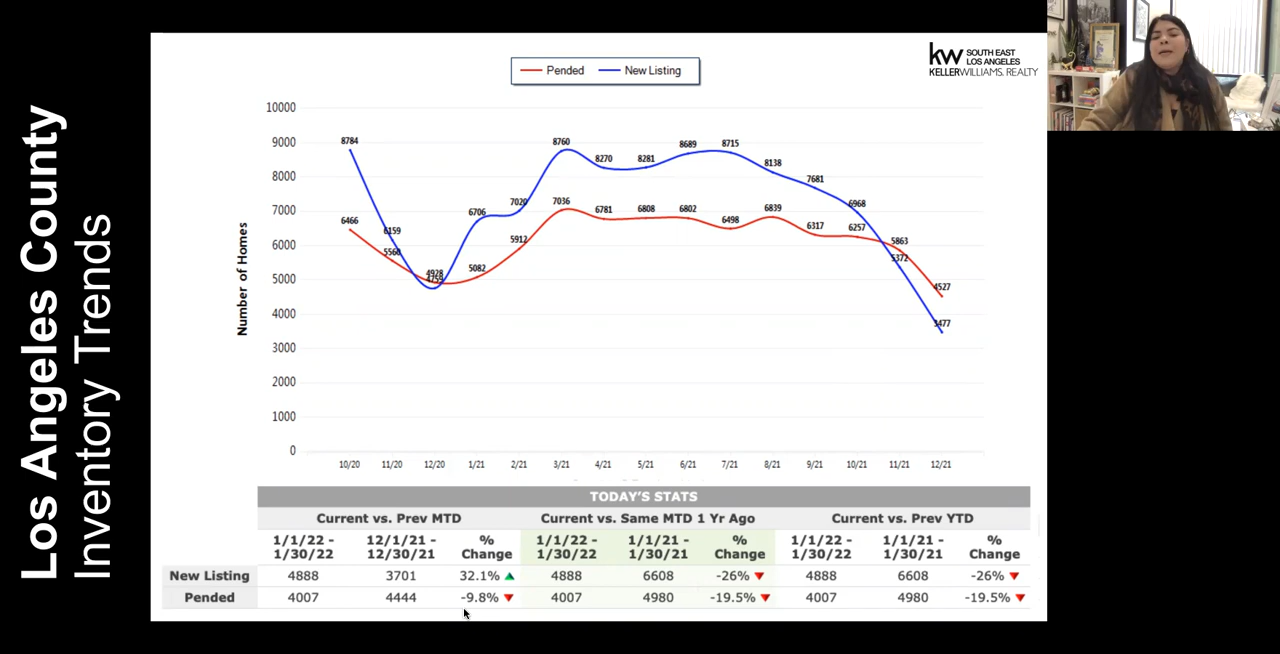 Los Angeles County
Inventory Trends
kw SOUTH EAST
LOS ANGELES
KELLERWILLIAMS. REALTY
Pended New Listing
Number of Homes
10000
9000
8000
7000
6000
5000
4000
3000
2000
1000
0
8784 6159 4759 6706 7020 8760 8270 8281 8689 8715 8138 7681 6968 5372 3477
6466 5560 4928 5082 5912 7036 6781 6808 6802 6498 6839 6317 6257 5863 4527
10/20 11/20 12/20 1/21 2/21 3/21 4/21 5/21 6/21 7/21 8/21 9/21 10/21 11/21 12/21
TODAY'S STATS
Current vs. Prev MTD Current vs. Same MTD 1 Yr Ago Current vs. Prev YTD
1/1/22 - 12/1/21 - % 1/1/22 - 1/1/21 - % 1/1/22 - 1/1/21 - %
1/30/22 12/30/21 Change 1/30/22 1/30/21 Change 1/30/22 1/30/21 Change
New Listing 4888 3701 32.1% 4888 6608 -26% 4888 6608 -26%
Pended 4007 4444 -9.8% 4007 4980 -19.5% 4007 4980 -19.5%